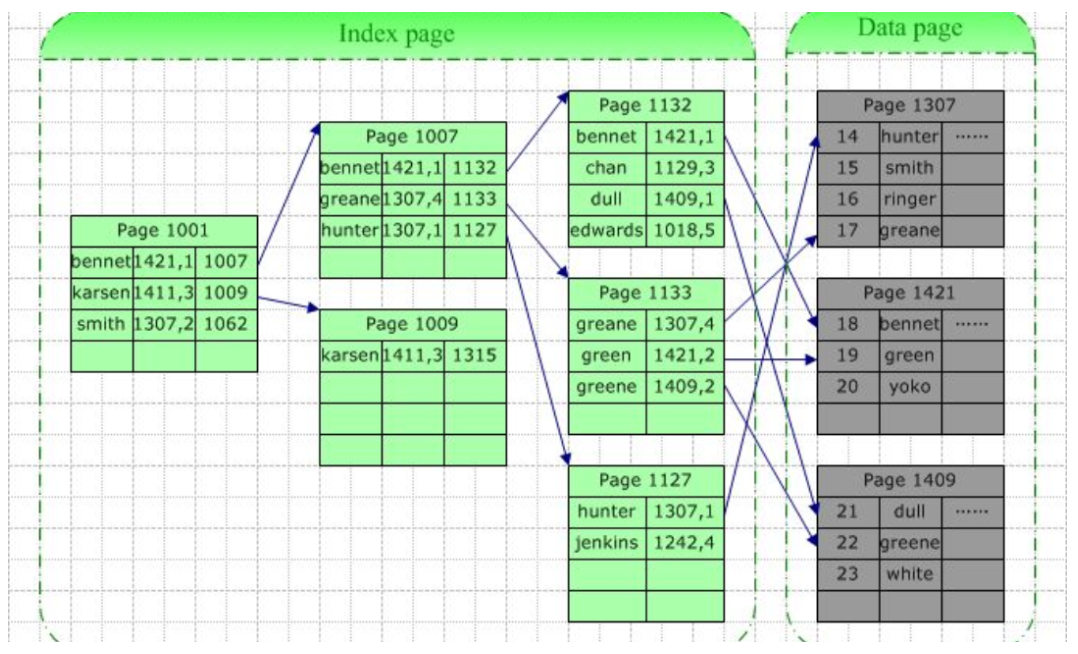 Index page
Data page
Page 1001
bennet 1421,1 1007
karsen 1411,3 1009
smith 1307,2 1062
Page 1007
bennet 1421,1 1132
greane 1307,4 1133
hunter 1307,1 1127
Page 1009
karsen 1411,3 1315
Page 1132
bennet 1421,1
chan 1129,3
dull 1409,1
edwards 1018,5
Page 1133
greane 1307,4
green 1421,2
greene 1409,2
Page 1127
hunter 1307,1
jenkins 1242,4
Page 1307
14 hunter ······
15 smith
16 ringer
17 greane
Page 1421
18 bennet ······
19 green
20 yoko
Page 1409
21 dull ······
22 greene
23 white